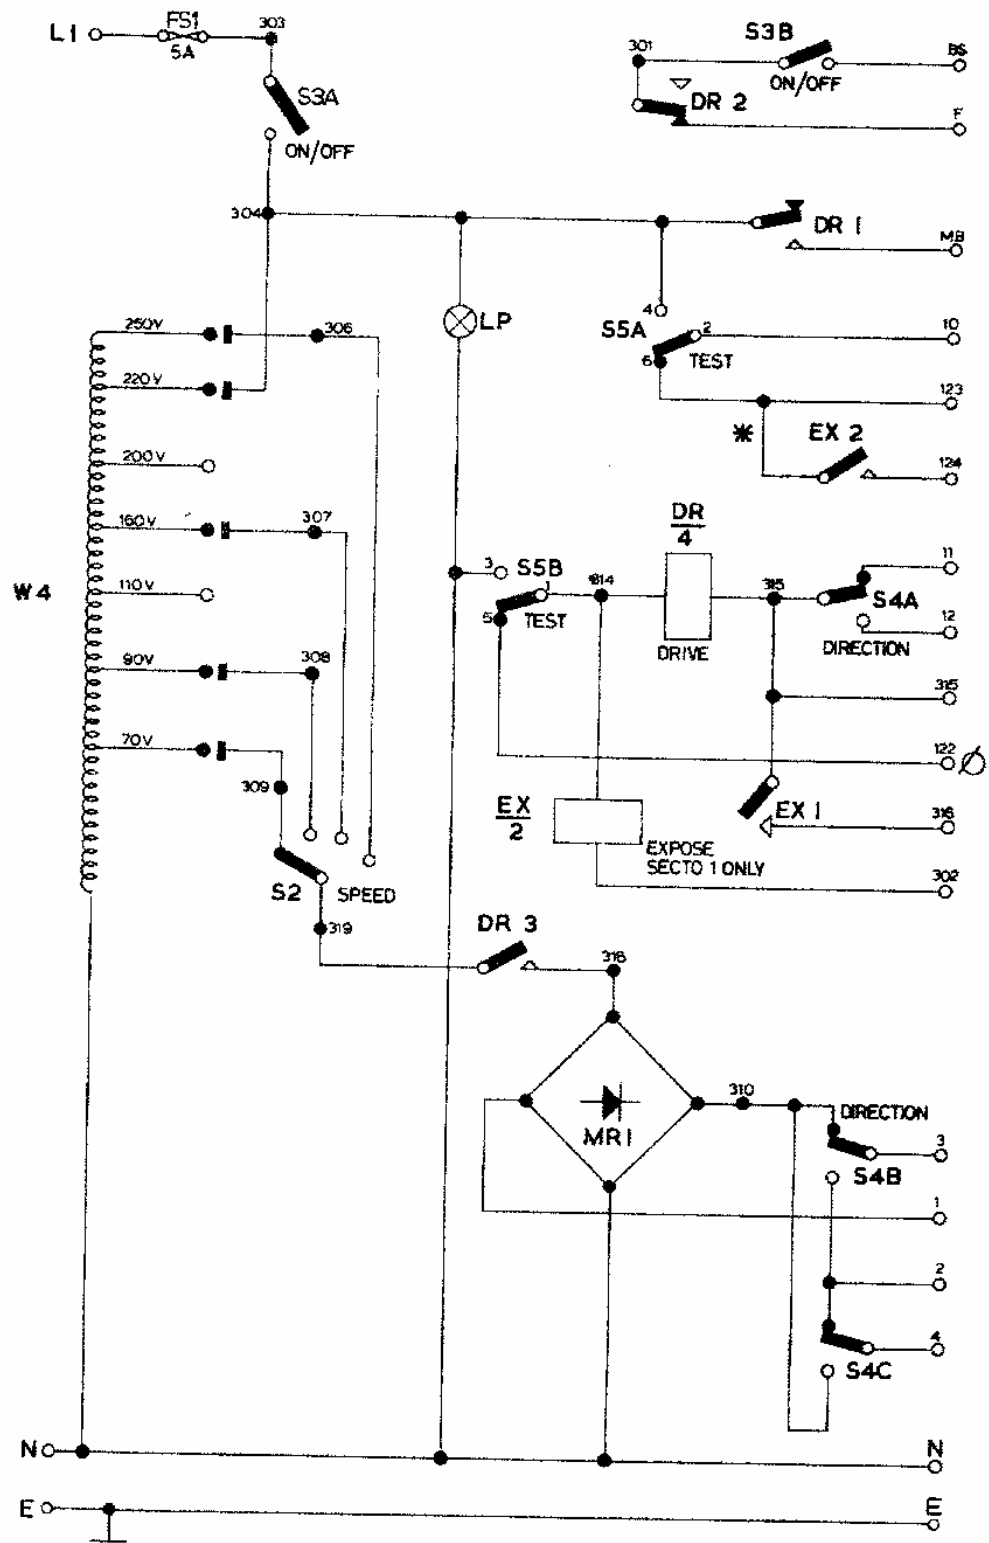 L1
FS1
5A
303
S3A
ON/OFF
304
301
S3B
ON/OFF
BS
DR 2
F
DR 1
MB
4
S5A
2
TEST
6
10
123
*
EX 2
124
LP
250V
306
220V
200V
160V
307
W4
110V
90V
308
70V
309
S2
SPEED
319
DR
4
DRIVE
3
S5B
1
5
TEST
314
315
11
S4A
12
DIRECTION
315
122 Ø
EX
2
EXPOSE
SECTO 1 ONLY
EX 1
316
302
DR 3
318
MR1
310
DIRECTION
3
S4B
1
2
4
S4C
N
N
E
E